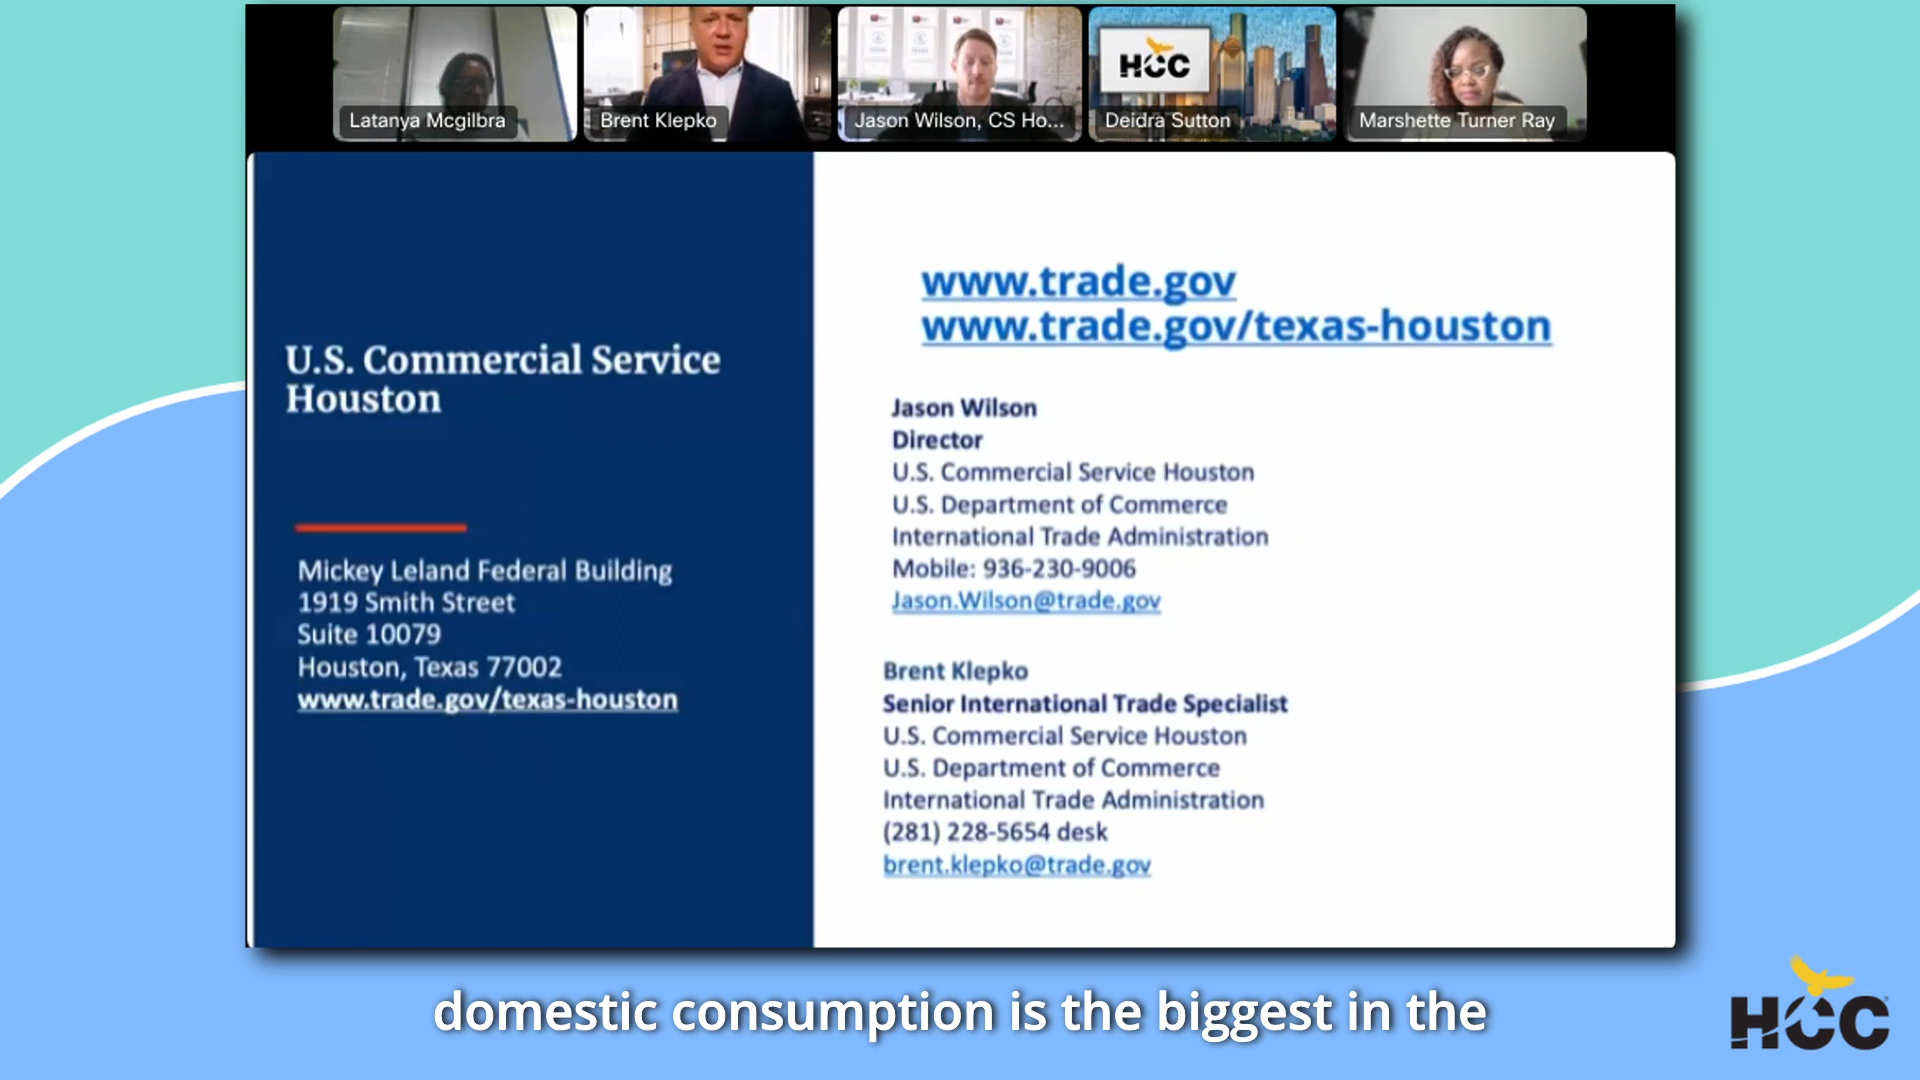 Latanya Mcgilbra
Brent Klepko
Jason Wilson, CS Ho...
HCC
Deidra Sutton
Marshette Turner Ray
U.S. Commercial Service
Houston
Mickey Leland Federal Building
1919 Smith Street
Suite 10079
Houston, Texas 77002
www.trade.gov/texas-houston
www.trade.gov
www.trade.gov/texas-houston
Jason Wilson
Director
U.S. Commercial Service Houston
U.S. Department of Commerce
International Trade Administration
Mobile: 936-230-9006
Jason.Wilson@trade.gov
Brent Klepko
Senior International Trade Specialist
U.S. Commercial Service Houston
U.S. Department of Commerce
International Trade Administration
(281) 228-5654 desk
brent.klepko@trade.gov
domestic consumption is the biggest in the
HCC